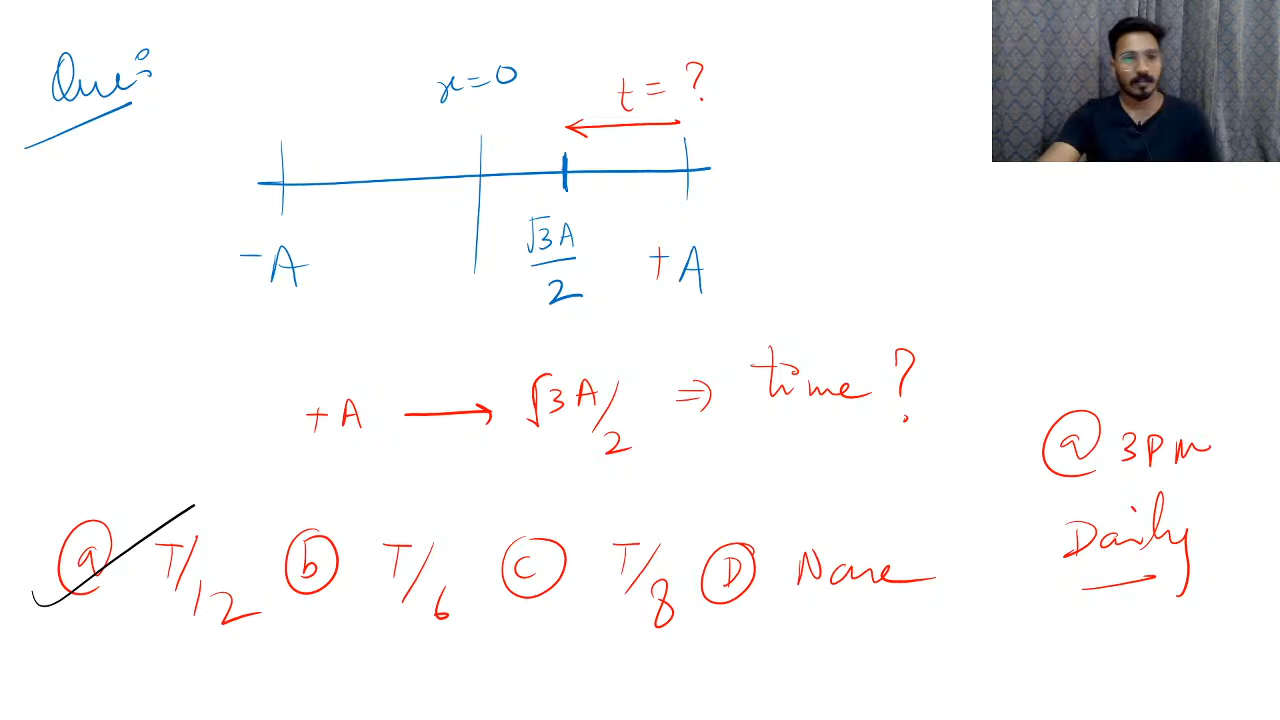 Que:
x=0
t = ?
-A
√3A/2
+A
+A → √3A/2 ⇒ time ?
@ 3PM
Daily
ⓐ T/12 ⓑ T/6 Ⓒ T/8 Ⓓ None